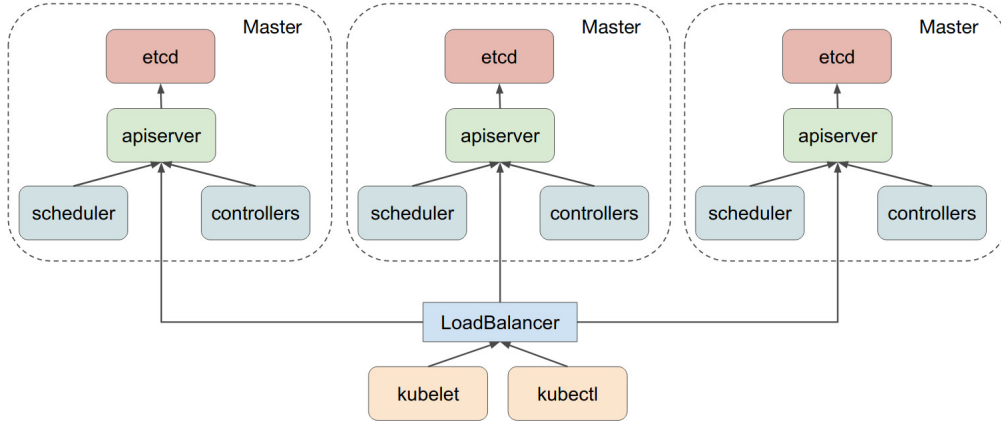 Master
Master
Master
etcd
etcd
etcd
apiserver
apiserver
apiserver
scheduler
controllers
scheduler
controllers
scheduler
controllers
LoadBalancer
kubelet
kubectl